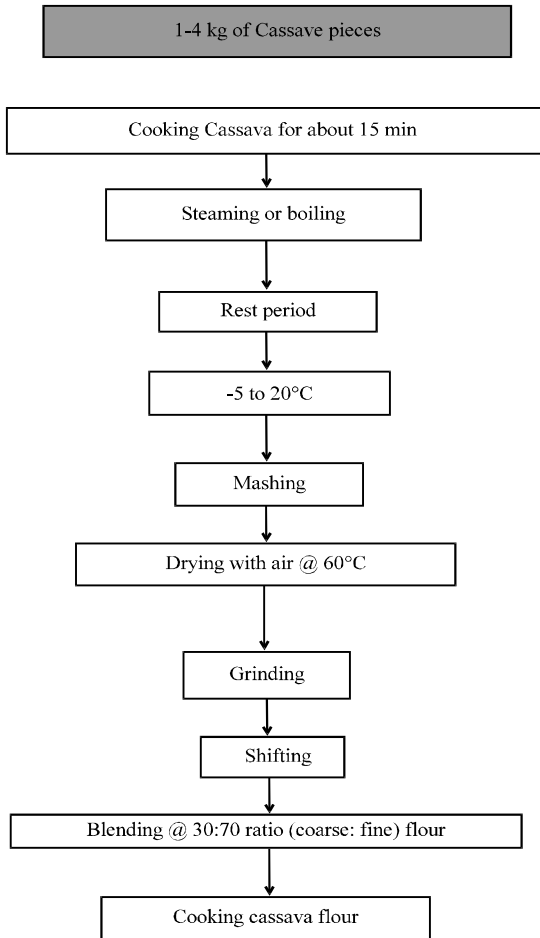 1-4 kg of Cassave pieces
Cooking Cassava for about 15 min
Steaming or boiling
Rest period
-5 to 20°C
Mashing
Drying with air @ 60°C
Grinding
Shifting
Blending @ 30:70 ratio (coarse: fine) flour
Cooking cassava flour